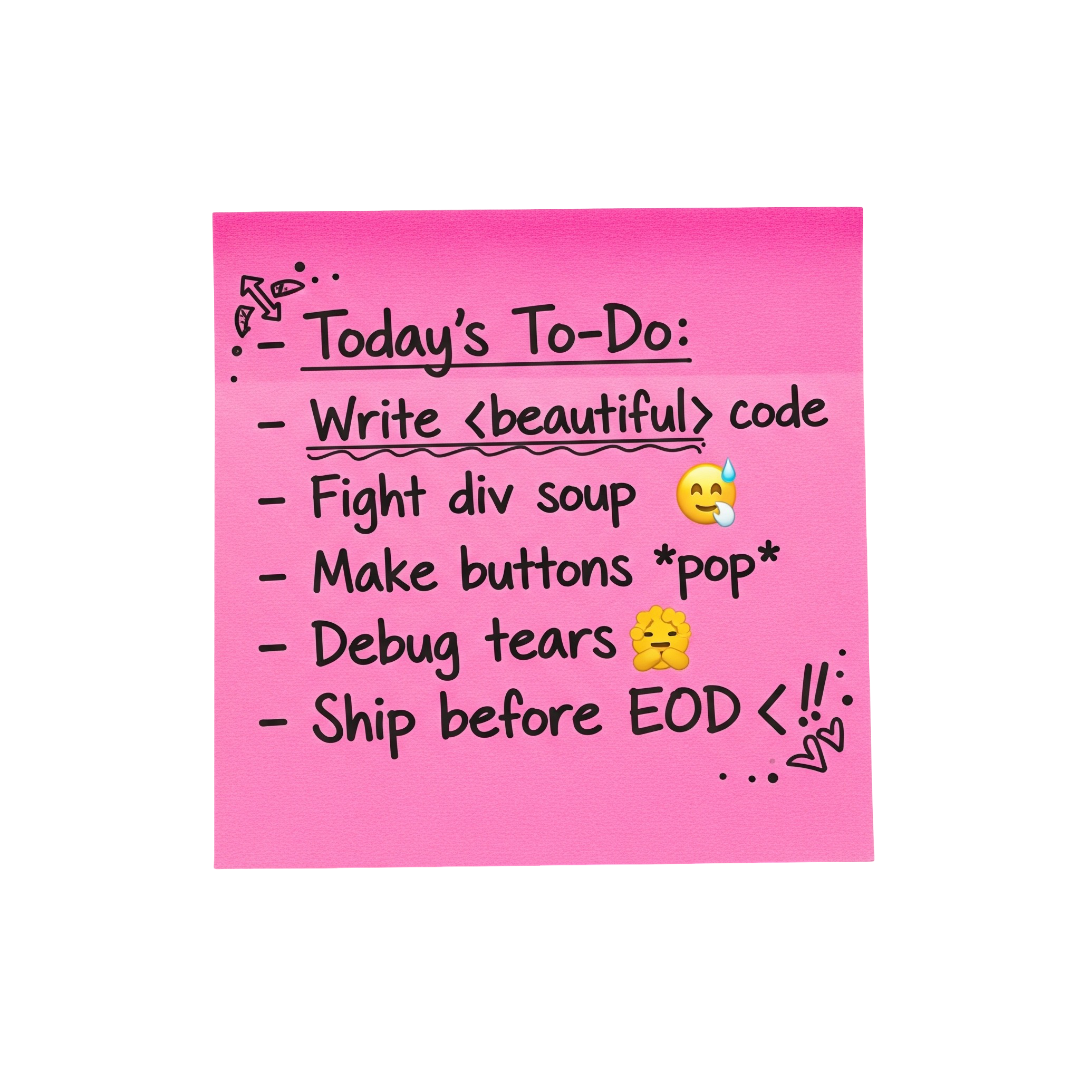 - Today's To-Do:
- Write <beautiful> code
- Fight div soup 
- Make buttons *pop*
- Debug tears
- Ship before EOD <!!